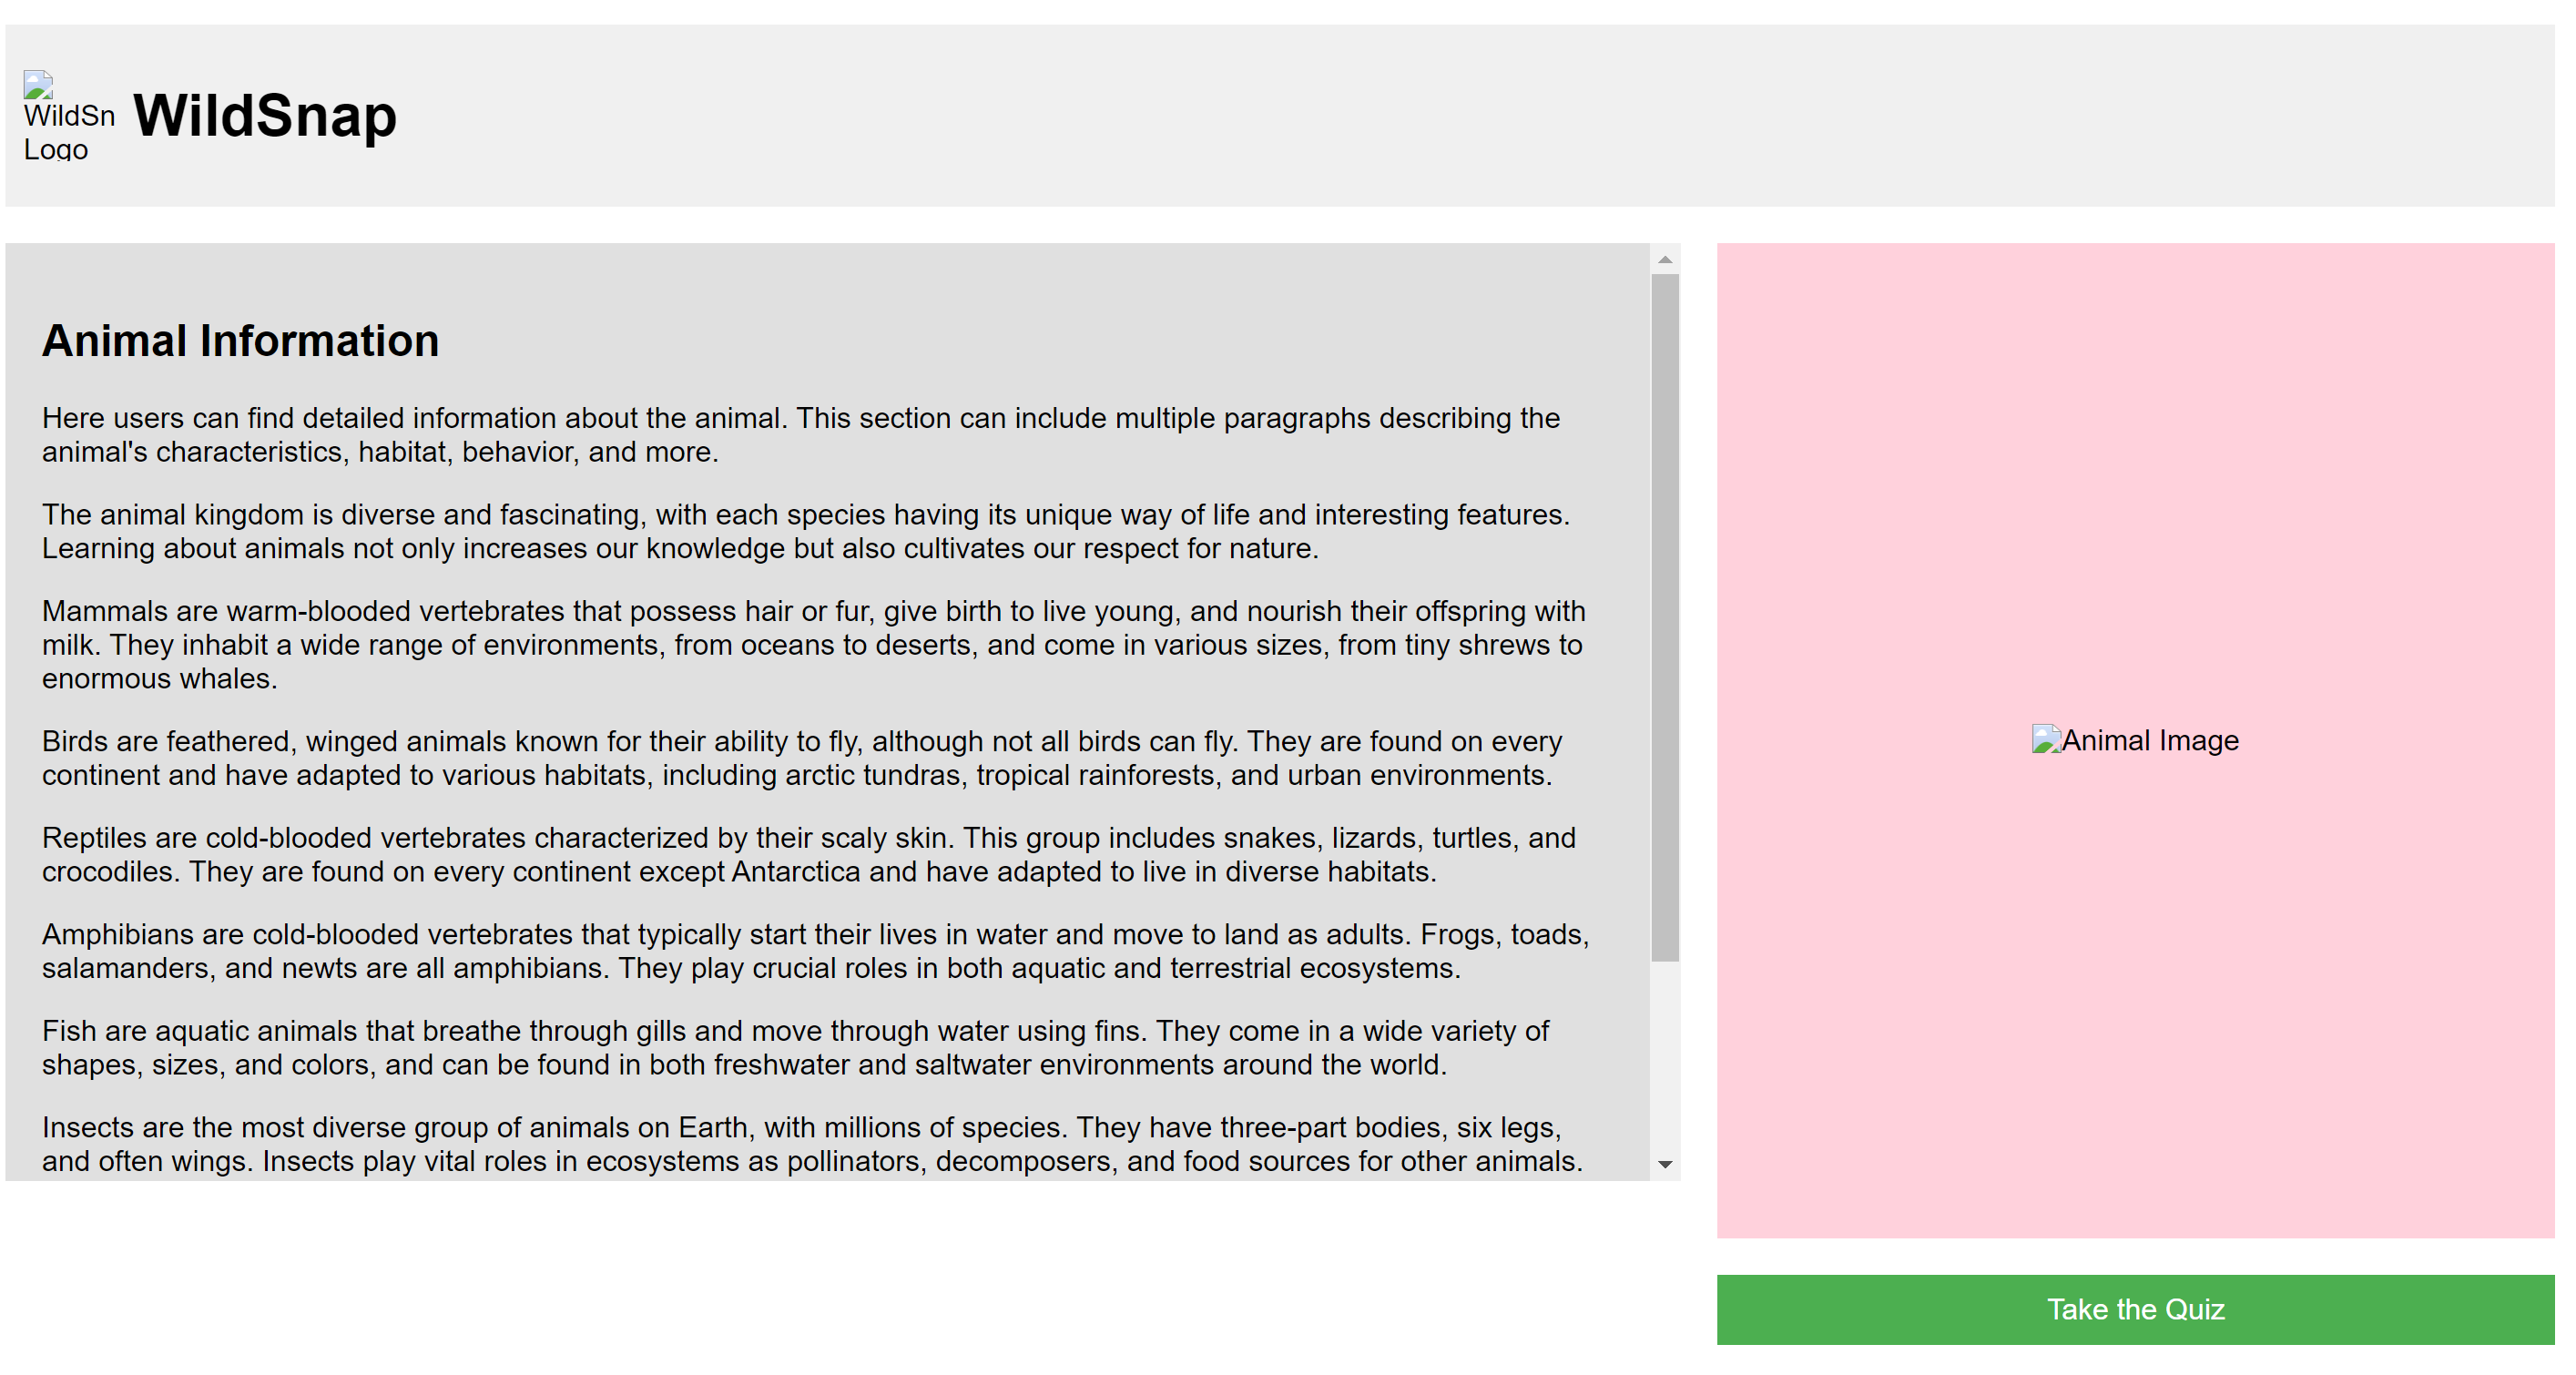 WildSn
Logo
WildSnap
Animal Information
Here users can find detailed information about the animal. This section can include multiple paragraphs describing the
animal's characteristics, habitat, behavior, and more.
The animal kingdom is diverse and fascinating, with each species having its unique way of life and interesting features.
Learning about animals not only increases our knowledge but also cultivates our respect for nature.
Mammals are warm-blooded vertebrates that possess hair or fur, give birth to live young, and nourish their offspring with
milk. They inhabit a wide range of environments, from oceans to deserts, and come in various sizes, from tiny shrews to
enormous whales.
Birds are feathered, winged animals known for their ability to fly, although not all birds can fly. They are found on every
continent and have adapted to various habitats, including arctic tundras, tropical rainforests, and urban environments.
Reptiles are cold-blooded vertebrates characterized by their scaly skin. This group includes snakes, lizards, turtles, and
crocodiles. They are found on every continent except Antarctica and have adapted to live in diverse habitats.
Amphibians are cold-blooded vertebrates that typically start their lives in water and move to land as adults. Frogs, toads,
salamanders, and newts are all amphibians. They play crucial roles in both aquatic and terrestrial ecosystems.
Fish are aquatic animals that breathe through gills and move through water using fins. They come in a wide variety of
shapes, sizes, and colors, and can be found in both freshwater and saltwater environments around the world.
Insects are the most diverse group of animals on Earth, with millions of species. They have three-part bodies, six legs,
and often wings. Insects play vital roles in ecosystems as pollinators, decomposers, and food sources for other animals.
Animal Image
Take the Quiz